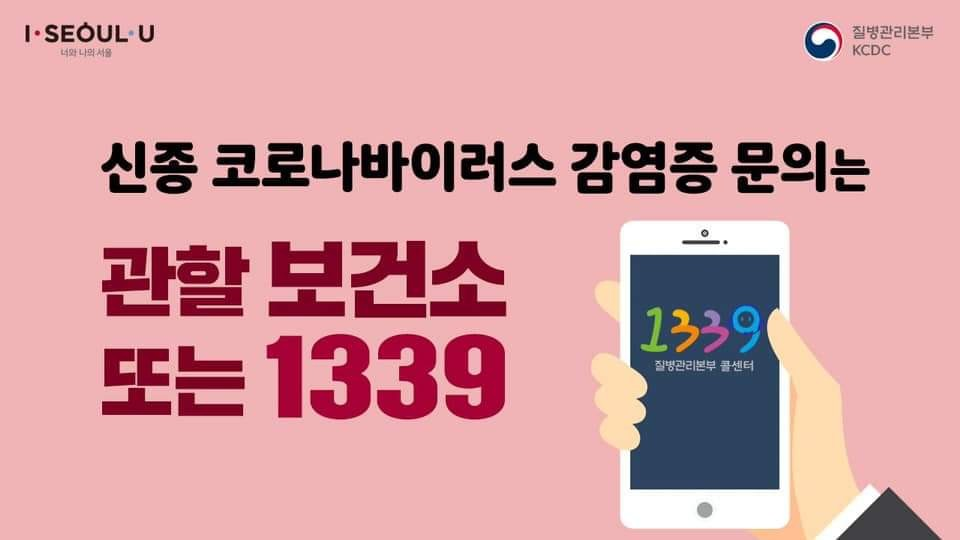 I·SEOUL·U
너와 나의 서울
질병관리본부
KCDC
신종 코로나바이러스 감염증 문의는
관할 보건소
또는 1339
1339
질병관리본부 콜센터